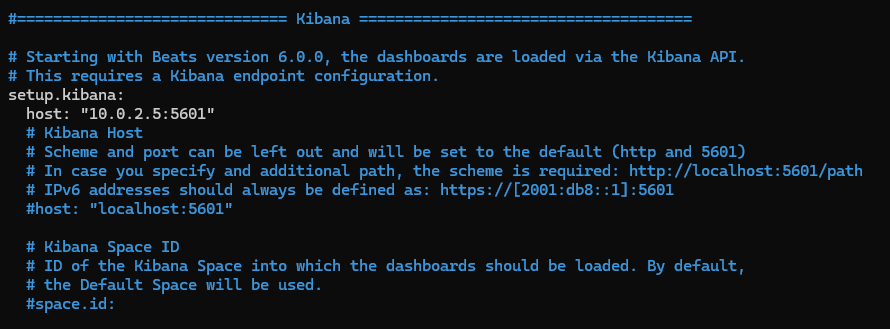 #============================== Kibana =====================================
# Starting with Beats version 6.0.0, the dashboards are loaded via the Kibana API.
# This requires a Kibana endpoint configuration.
setup.kibana:
  host: "10.0.2.5:5601"
  # Kibana Host
  # Scheme and port can be left out and will be set to the default (http and 5601)
  # In case you specify and additional path, the scheme is required: http://localhost:5601/path
  # IPv6 addresses should always be defined as: https://[2001:db8::1]:5601
  #host: "localhost:5601"
  # Kibana Space ID
  # ID of the Kibana Space into which the dashboards should be loaded. By default,
  # the Default Space will be used.
  #space.id: